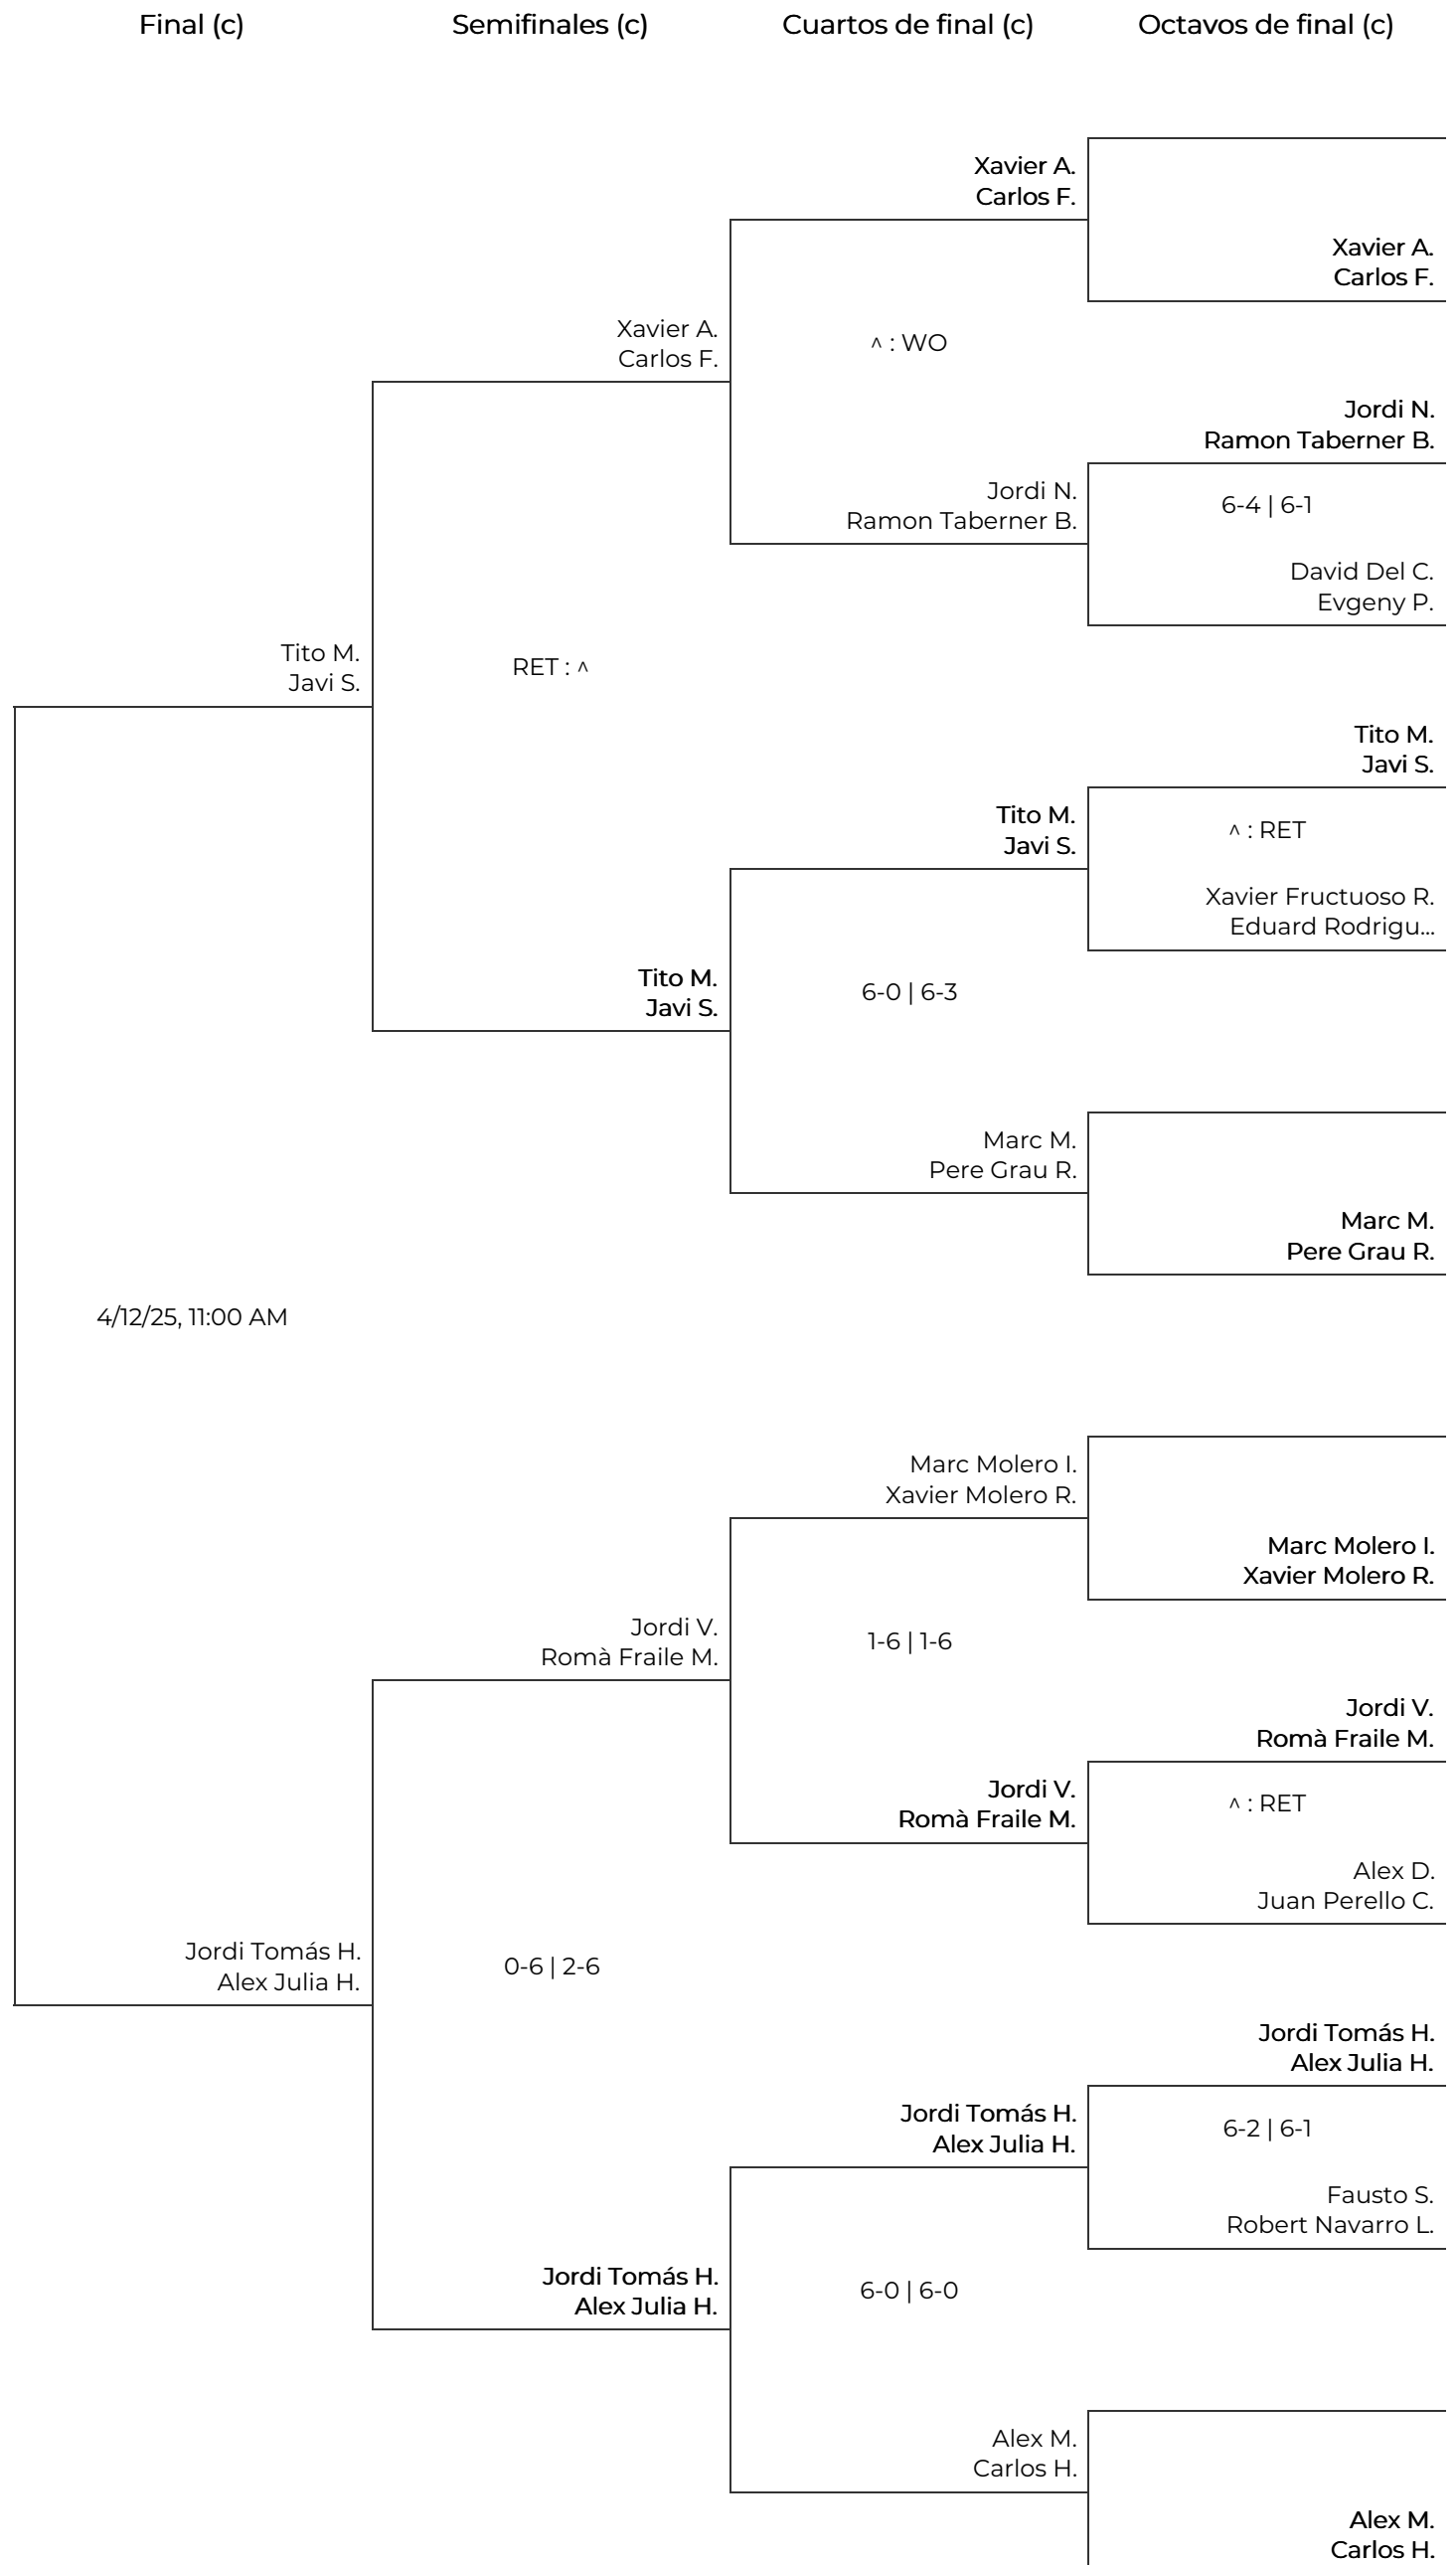 Final (c)
Semifinales (c)
Cuartos de final (c)
Octavos de final (c)
Xavier A.
Carlos F.
Xavier A.
Carlos F.
Xavier A.
Carlos F.
^ : WO
Jordi N.
Ramon Taberner B.
Jordi N.
Ramon Taberner B.
6-4 | 6-1
David Del C.
Evgeny P.
Tito M.
Javi S.
RET : ^
Tito M.
Javi S.
Tito M.
Javi S.
^ : RET
Xavier Fructuoso R.
Eduard Rodrigu...
Tito M.
Javi S.
6-0 | 6-3
Marc M.
Pere Grau R.
Marc M.
Pere Grau R.
4/12/25, 11:00 AM
Marc Molero I.
Xavier Molero R.
Marc Molero I.
Xavier Molero R.
Jordi V.
Romà Fraile M.
1-6 | 1-6
Jordi V.
Romà Fraile M.
Jordi V.
Romà Fraile M.
^ : RET
Alex D.
Juan Perello C.
Jordi Tomás H.
Alex Julia H.
0-6 | 2-6
Jordi Tomás H.
Alex Julia H.
Jordi Tomás H.
Alex Julia H.
6-2 | 6-1
Fausto S.
Robert Navarro L.
Jordi Tomás H.
Alex Julia H.
6-0 | 6-0
Alex M.
Carlos H.
Alex M.
Carlos H.